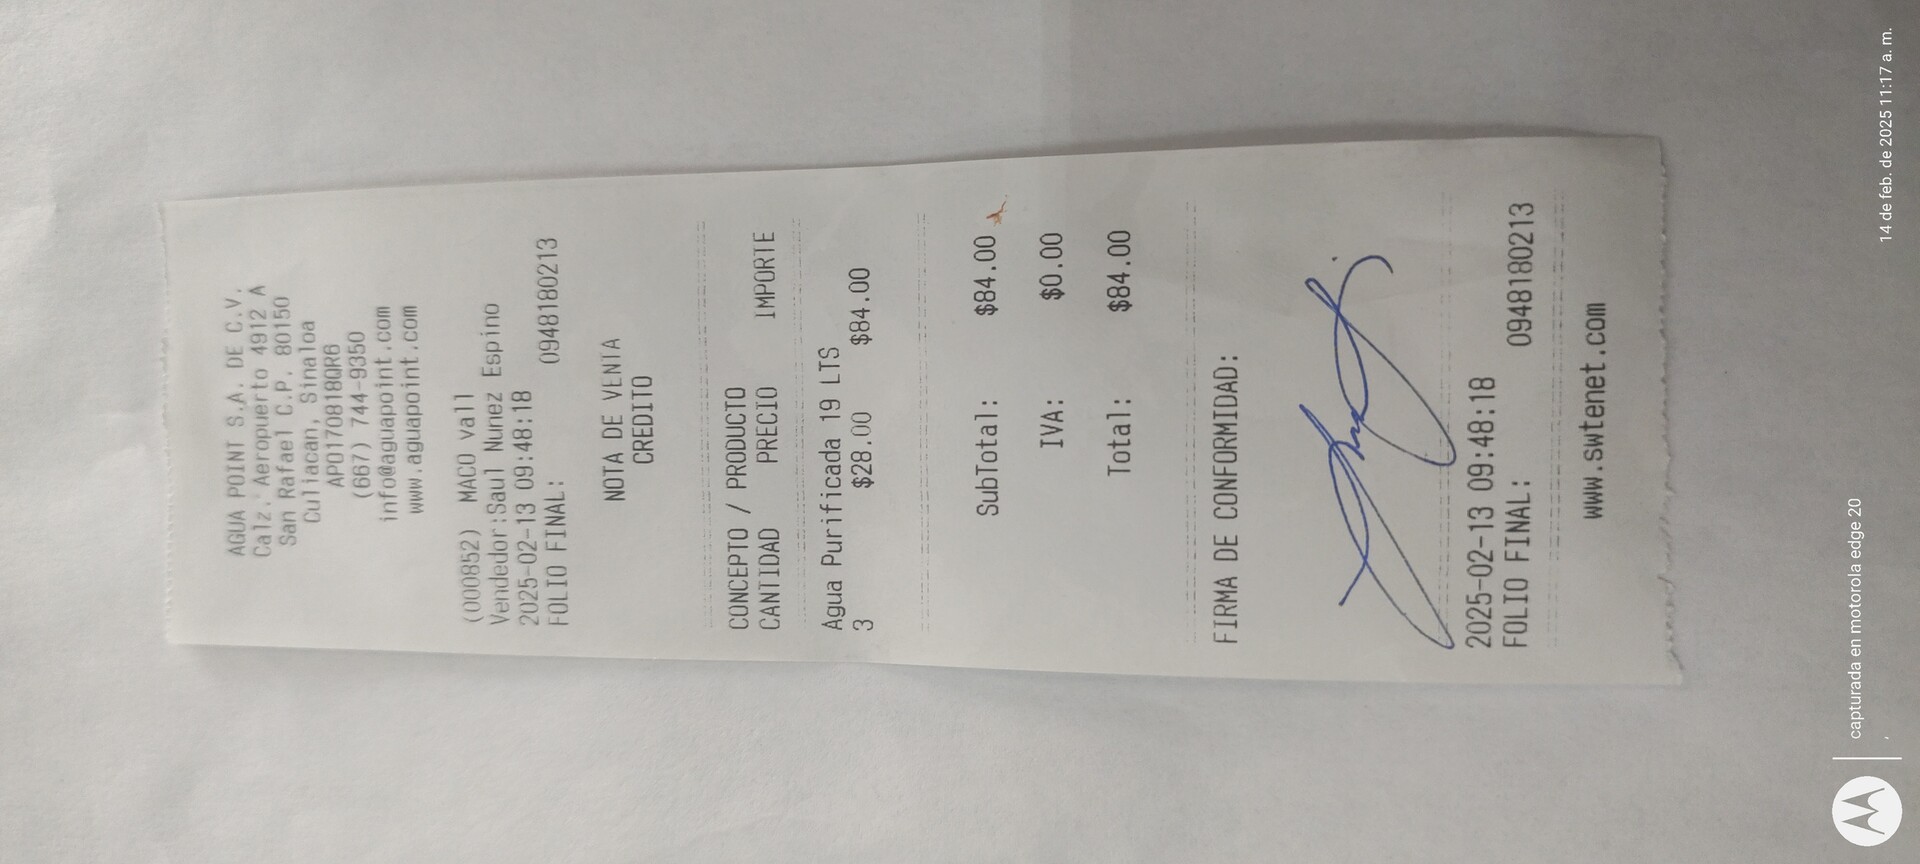 AGUA POINT S.A. DE C.V.
Calz. Aeropuerto 4912 A
San Rafael C.P. 80150
Culiacan, Sinaloa
APO170818QR6
(667) 744-9350
info@aguapoint.com
www.aguapoint.com
(000852) MACO vall
Vendedor:Saul Nunez Espino
2025-02-13 09:48:18
FOLIO FINAL: 0948180213
NOTA DE VENTA
CREDITO
CONCEPTO / PRODUCTO
CANTIDAD PRECIO IMPORTE
Agua Purificada 19 LTS
3 $28.00 $84.00
SubTotal: $84.00
IVA: $0.00
Total: $84.00
FIRMA DE CONFORMIDAD:
2025-02-13 09:48:18
FOLIO FINAL: 0948180213
www.swtenet.com
capturada en motorola edge 20
14 de feb. de 2025 11:17 a. m.